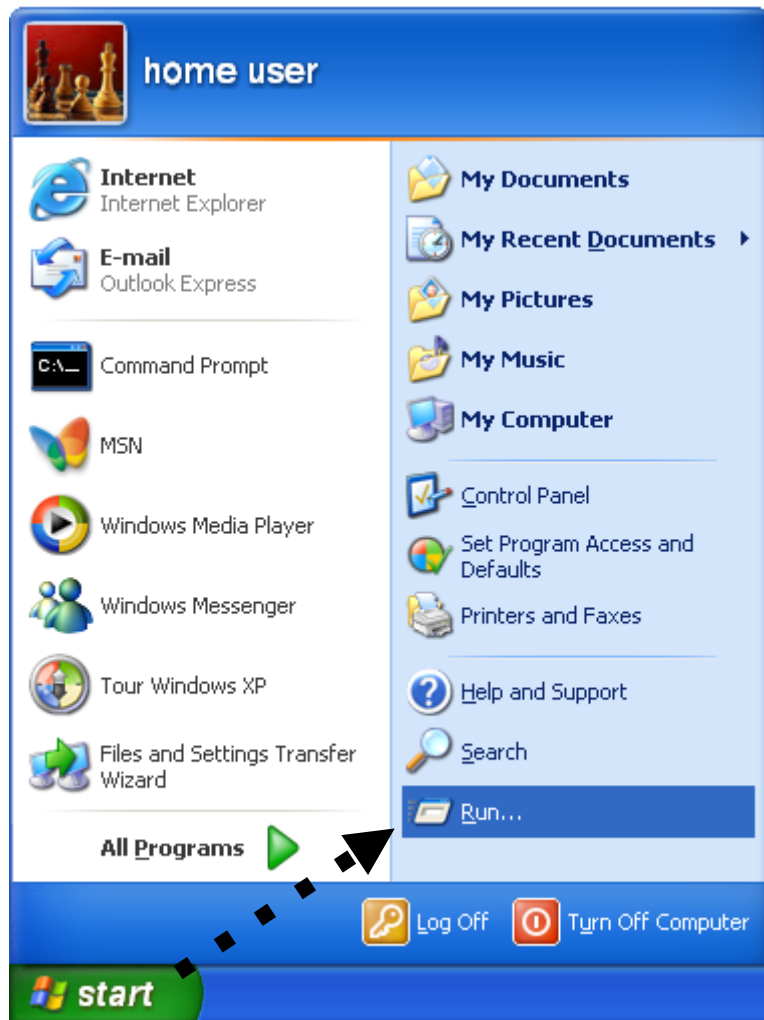 home user
Internet
Internet Explorer
E-mail
Outlook Express
C:\_
Command Prompt
MSN
Windows Media Player
Windows Messenger
Tour Windows XP
Files and Settings Transfer
Wizard
All Programs
My Documents
My Recent Documents
My Pictures
My Music
My Computer
Control Panel
Set Program Access and
Defaults
Printers and Faxes
Help and Support
Search
Run...
Log Off
Turn Off Computer
start